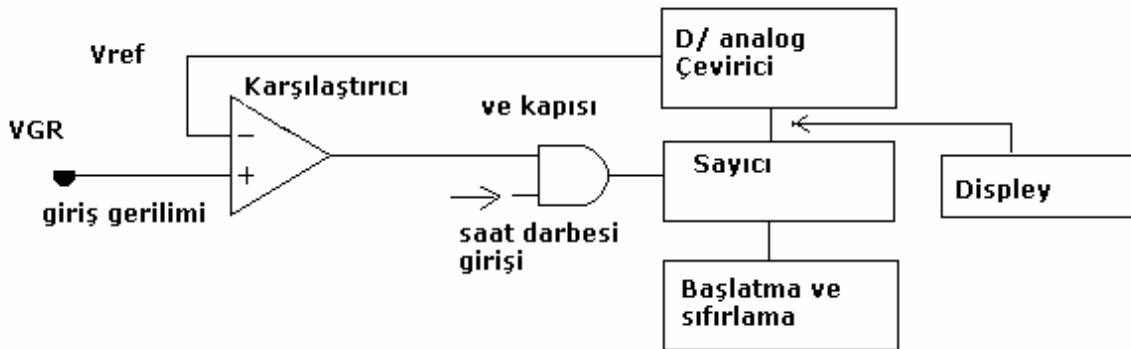 Vref
D/ analog
Çevirici
Karşılaştırıcı
ve kapısı
VGR
−
+
Sayıcı
Displey
giriş gerilimi
saat darbesi
girişi
Başlatma ve
sıfırlama